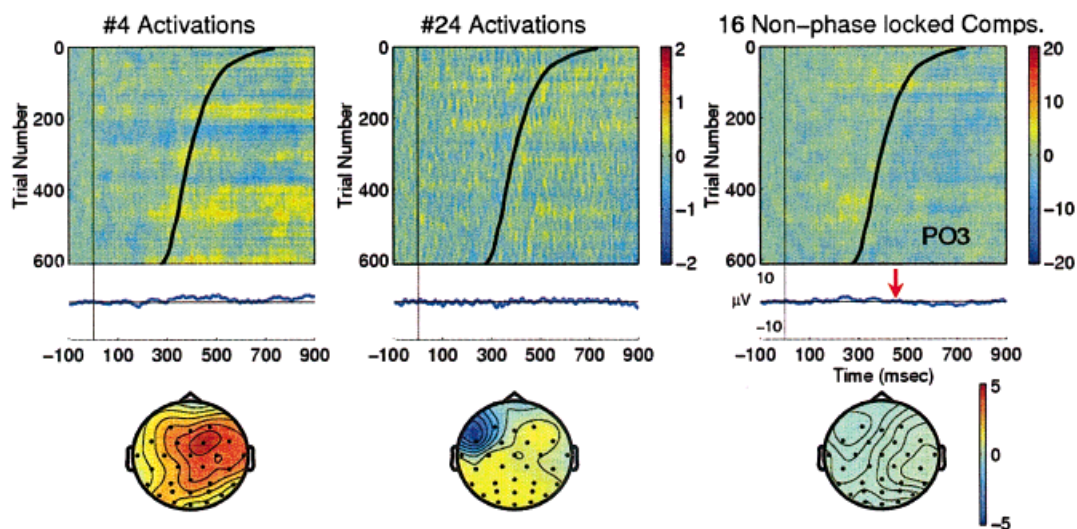 #4 Activations
#24 Activations
16 Non-phase locked Comps.
Trial Number
0
200
400
600
Trial Number
0
200
400
600
2
1
0
-1
-2
Trial Number
0
200
400
600
PO3
20
10
0
-10
-20
10
µV
-10
-100 100 300 500 700 900
-100 100 300 500 700 900
-100 100 300 500 700 900
Time (msec)
5
0
-5